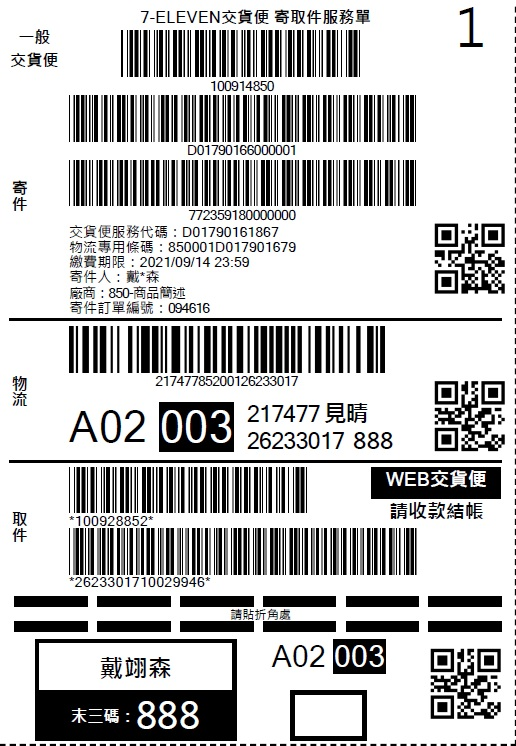 7-ELEVEN交貨便 寄取件服務單
1
一般
交貨便
100914850
D01790166000001
772359180000000
寄件
交貨便服務代碼：D01790161867
物流專用條碼：850001D017901679
繳費期限：2021/09/14 23:59
寄件人：戴*森
廠商：850-商品簡述
寄件訂單編號：094616
21747785200126233017
物流
A02 003
217477 見晴
26233017 888
WEB交貨便
請收款結帳
*100928852*
取件
*2623301710029946*
請貼折角處
戴翊森
末三碼：888
A02 003